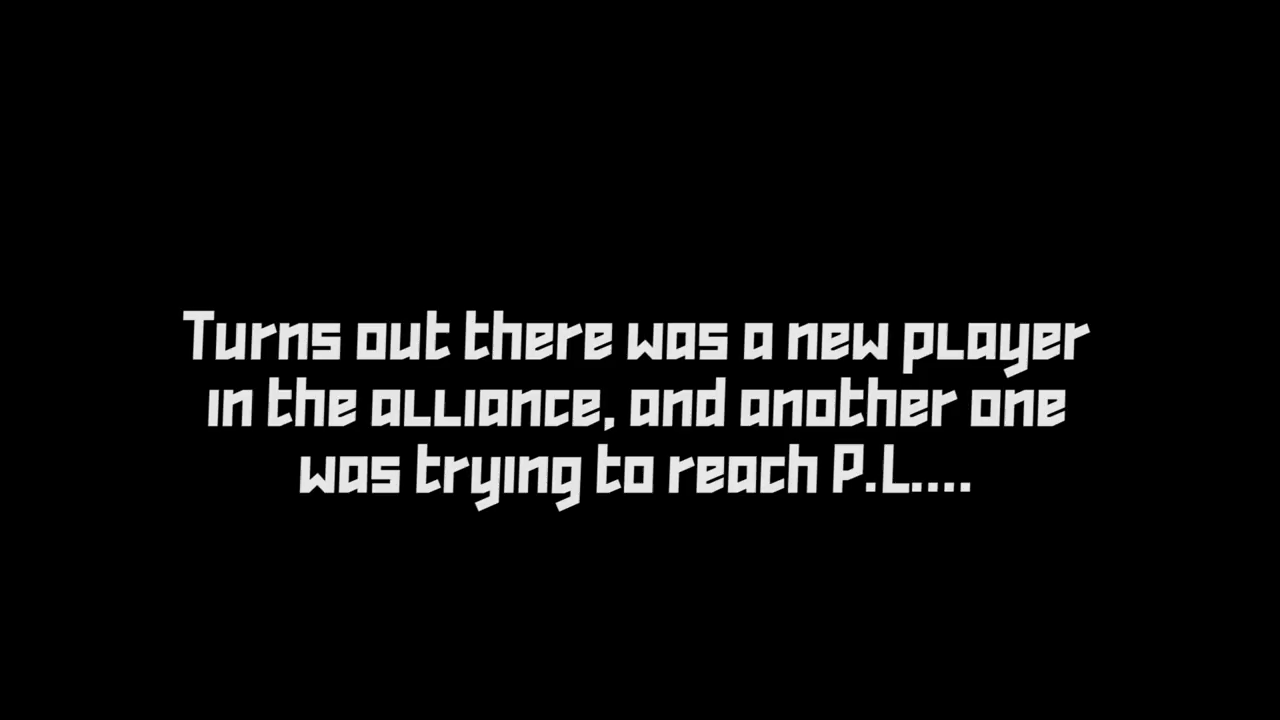 Turns out there was a new player
in the alliance, and another one
was trying to reach P.L....